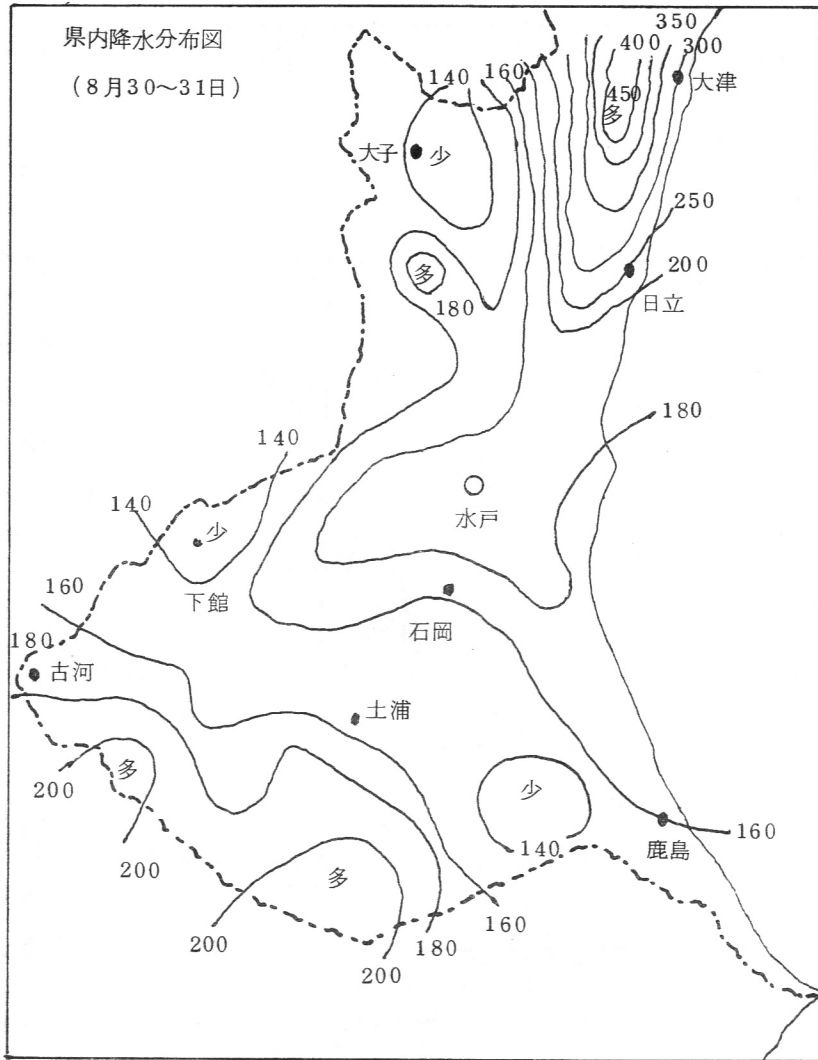 県内降水分布図
(8月30〜31日)
350
400
300
140
160
450
多
大津
大子
少
250
多
200
180
日立
180
140
水戸
140
少
160
下館
石岡
180
古河
土浦
多
少
200
160
140
鹿島
200
多
200
180
160
200